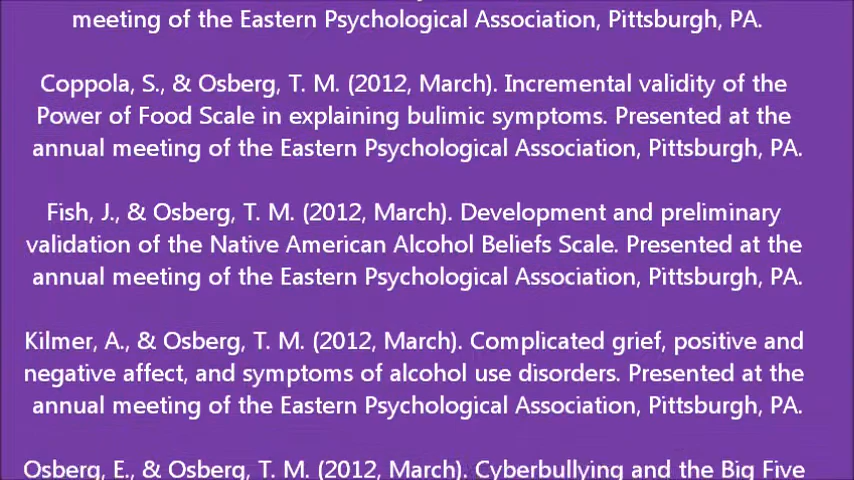 meeting of the Eastern Psychological Association, Pittsburgh, PA.
Coppola, S., & Osberg, T. M. (2012, March). Incremental validity of the
Power of Food Scale in explaining bulimic symptoms. Presented at the
annual meeting of the Eastern Psychological Association, Pittsburgh, PA.
Fish, J., & Osberg, T. M. (2012, March). Development and preliminary
validation of the Native American Alcohol Beliefs Scale. Presented at the
annual meeting of the Eastern Psychological Association, Pittsburgh, PA.
Kilmer, A., & Osberg, T. M. (2012, March). Complicated grief, positive and
negative affect, and symptoms of alcohol use disorders. Presented at the
annual meeting of the Eastern Psychological Association, Pittsburgh, PA.
Osberg, E., & Osberg, T. M. (2012, March). Cyberbullying and the Big Five